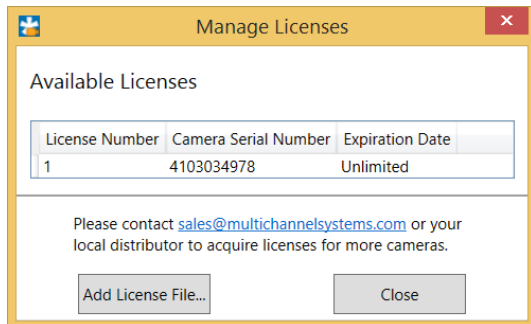 Manage Licenses
Available Licenses
License Number Camera Serial Number Expiration Date
1 4103034978 Unlimited
Please contact sales@multichannelsystems.com or your
local distributor to acquire licenses for more cameras.
Add License File... Close